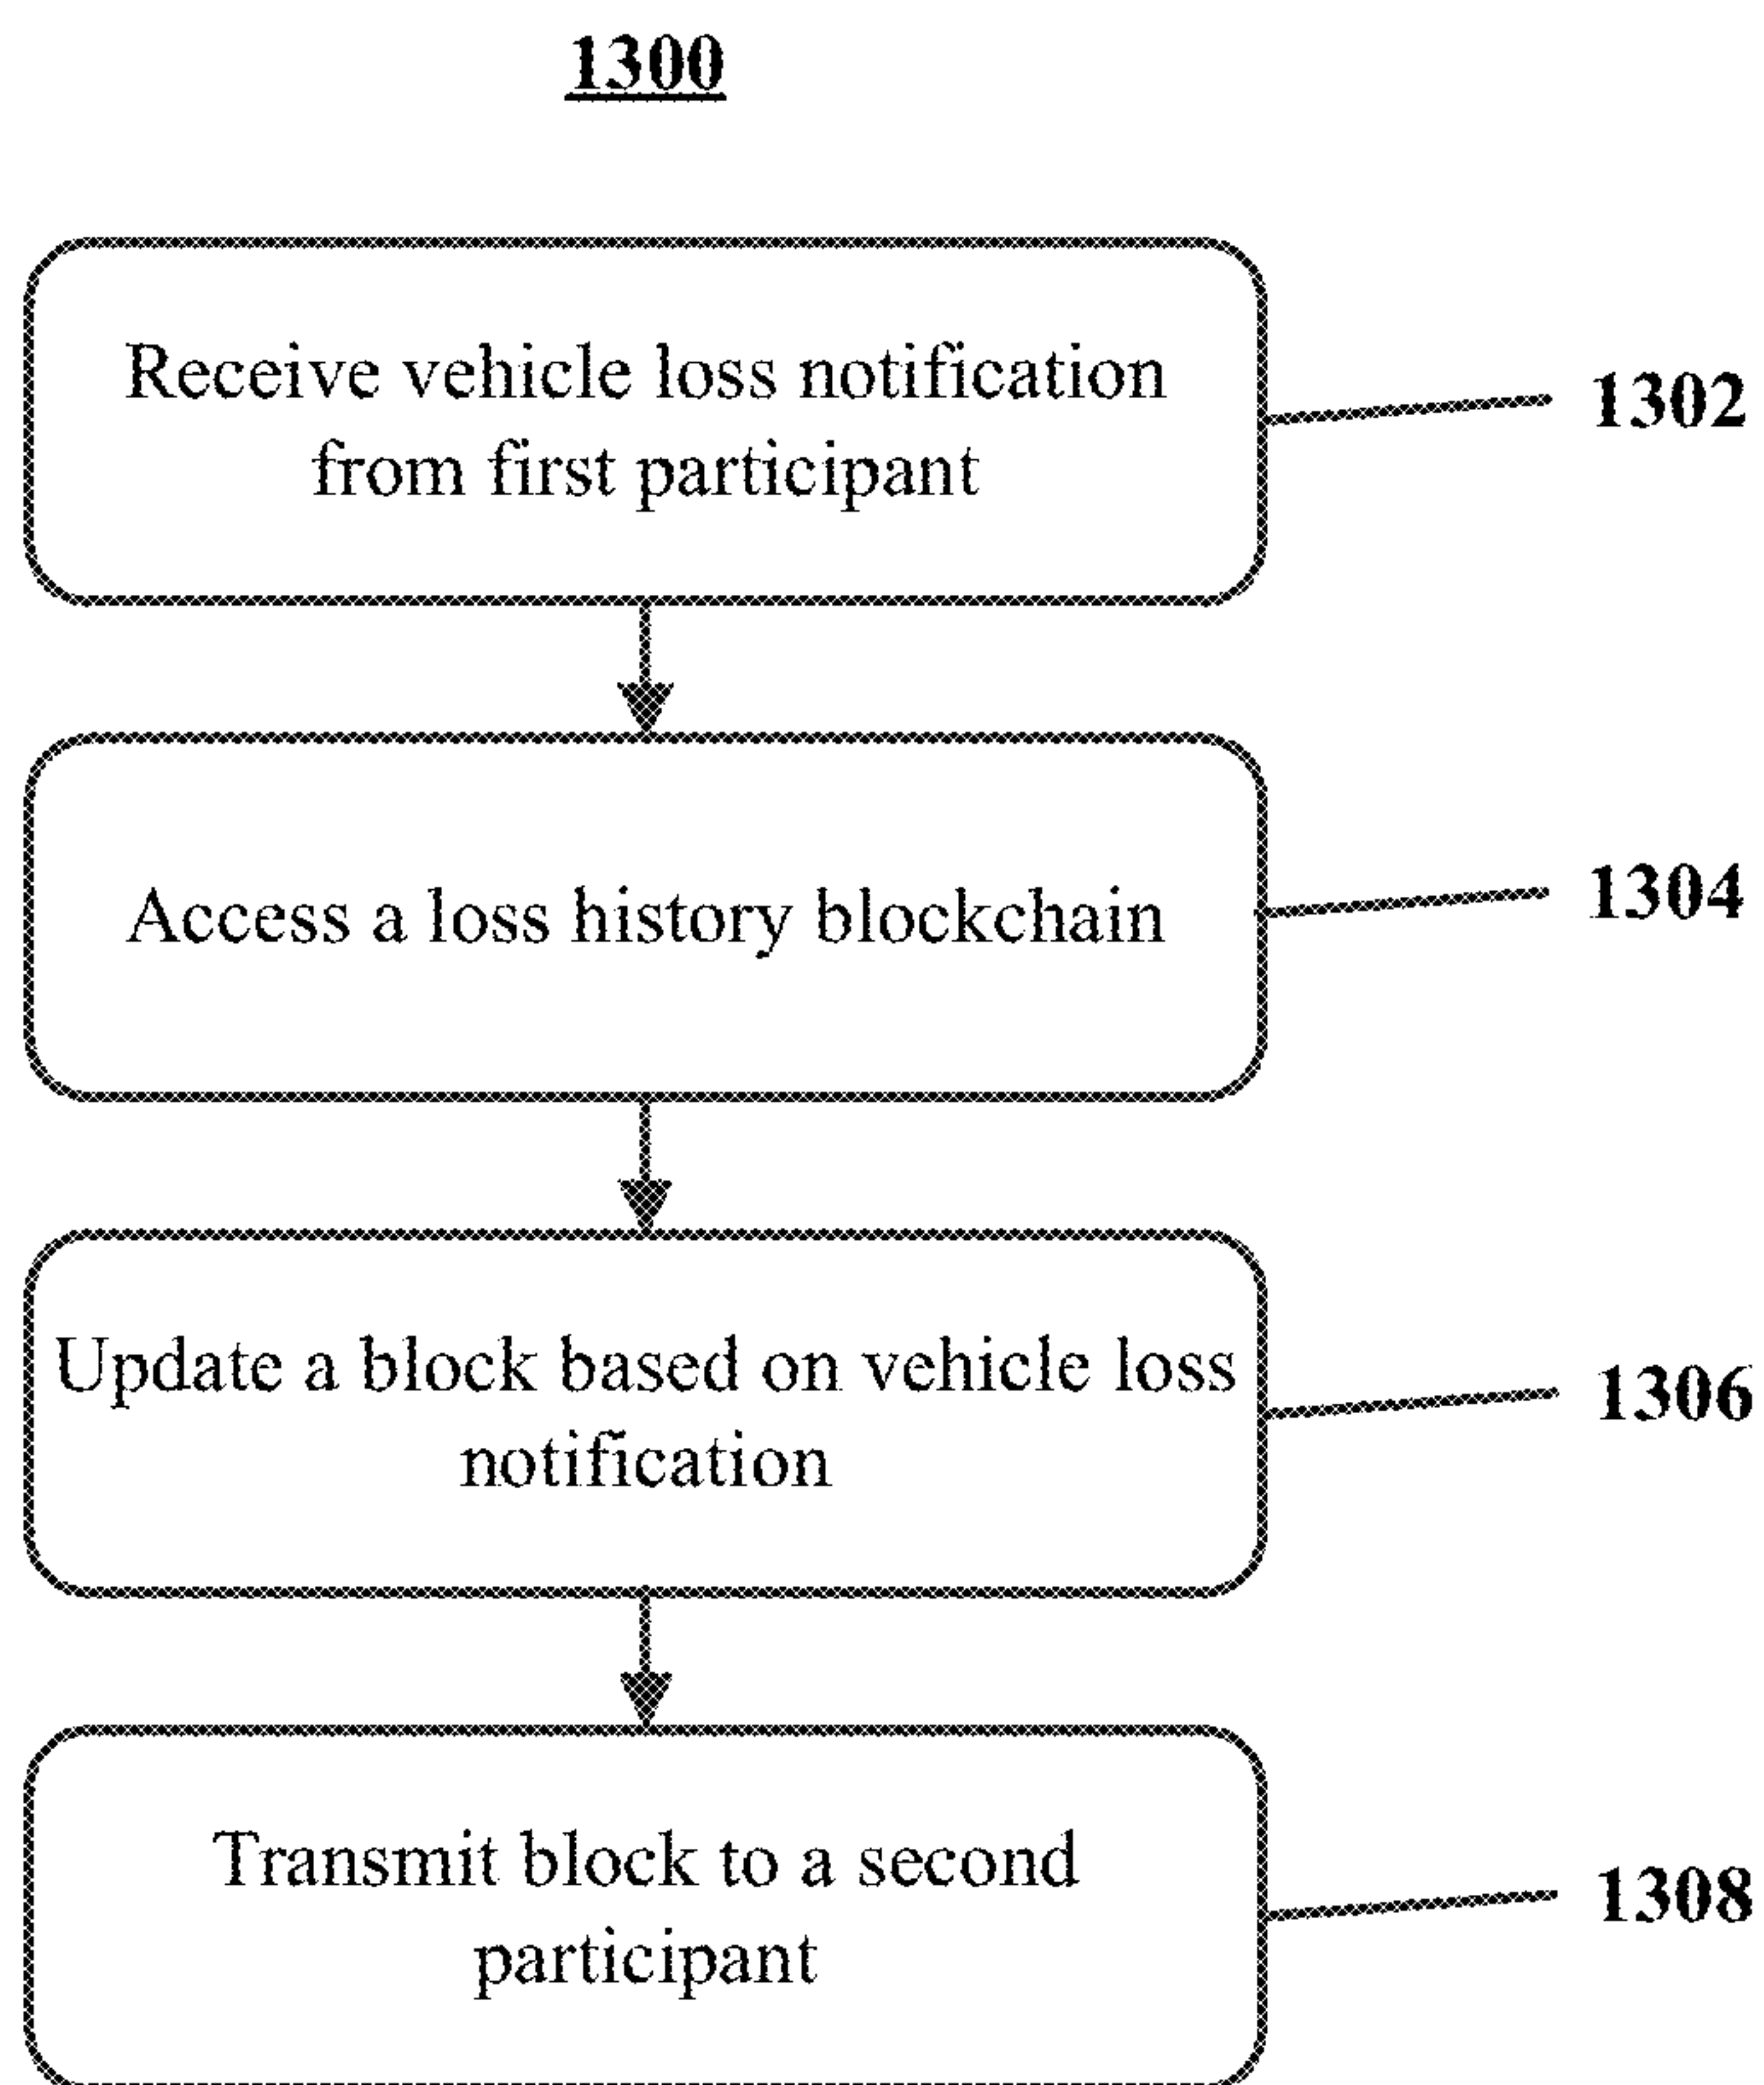 1300
Receive vehicle loss notification
from first participant
1302
Access a loss history blockchain
1304
Update a block based on vehicle loss
notification
1306
Transmit block to a second
participant
1308